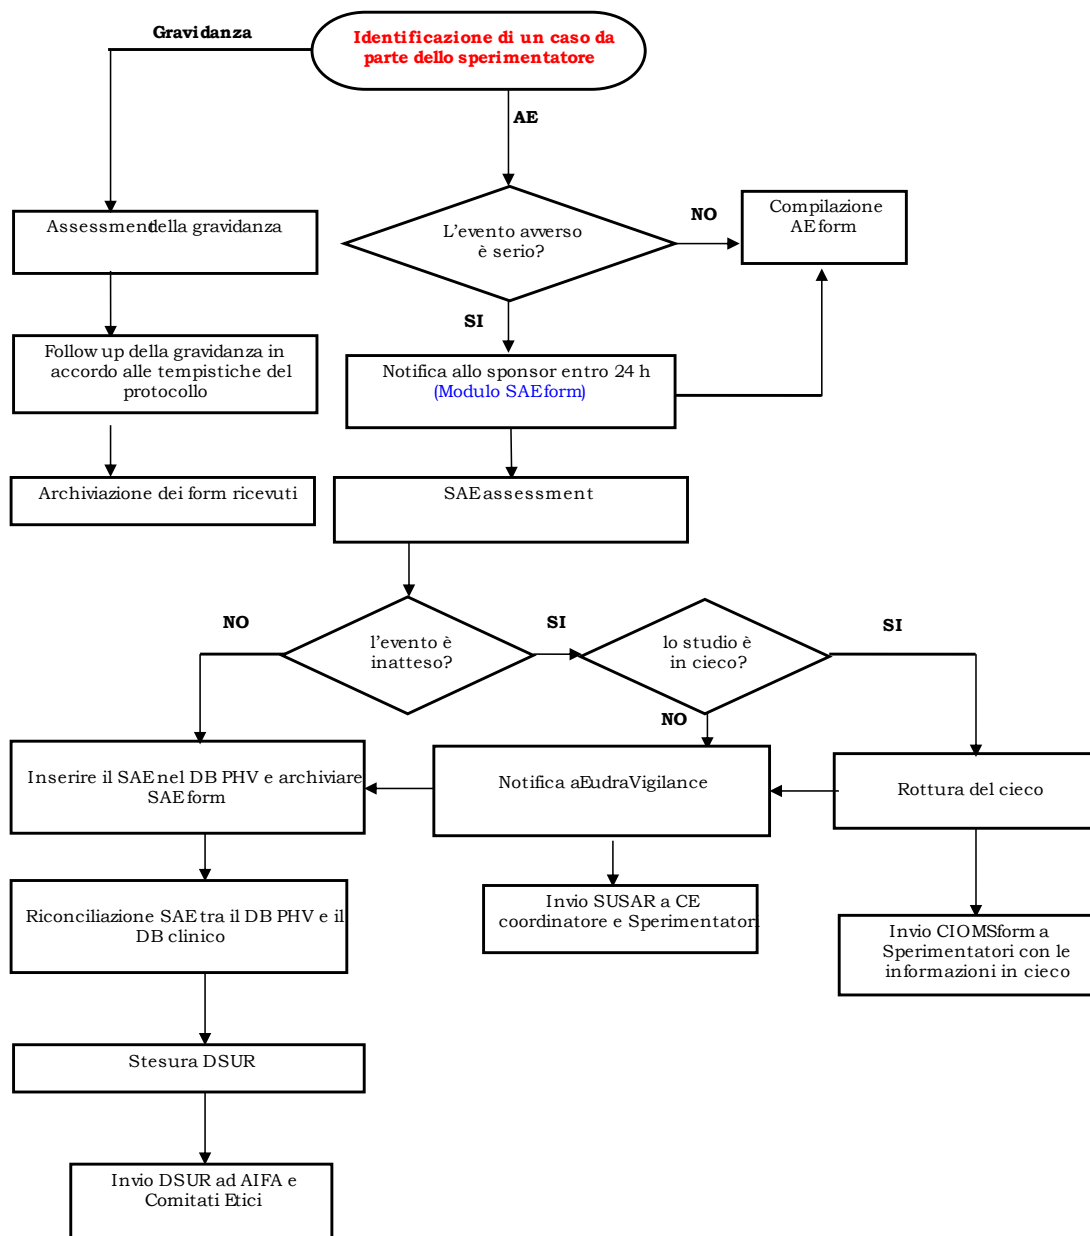 Gravidanza
Identificazione di un caso da
parte dello sperimentatore
AE
Assessmentdella gravidanza
L'evento avverso
è serio?
NO
Compilazione
AE form
SI
Follow up della gravidanza in
accordo alle tempistiche del
protocollo
Notifica allo sponsor entro 24 h
(Modulo SAE form)
Archiviazione dei form ricevuti
SAE assessment
NO
l'evento è
inatteso?
SI
lo studio è
in cieco?
SI
NO
Inserire il SAE nel DB PHV e archiviare
SAE form
Notifica a EudraVigilance
Rottura del cieco
Riconciliazione SAE tra il DB PHV e il
DB clinico
Invio SUSAR a CE
coordinatore e Sperimentatori
Invio CIOMS form a
Sperimentatori con le
informazioni in cieco
Stesura DSUR
Invio DSUR ad AIFA e
Comitati Etici